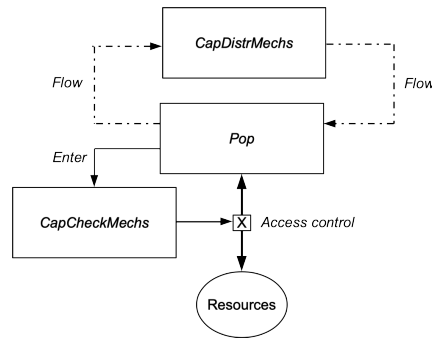 CapDistrMechs
Flow
Flow
Pop
Enter
CapCheckMechs
X
Access control
Resources